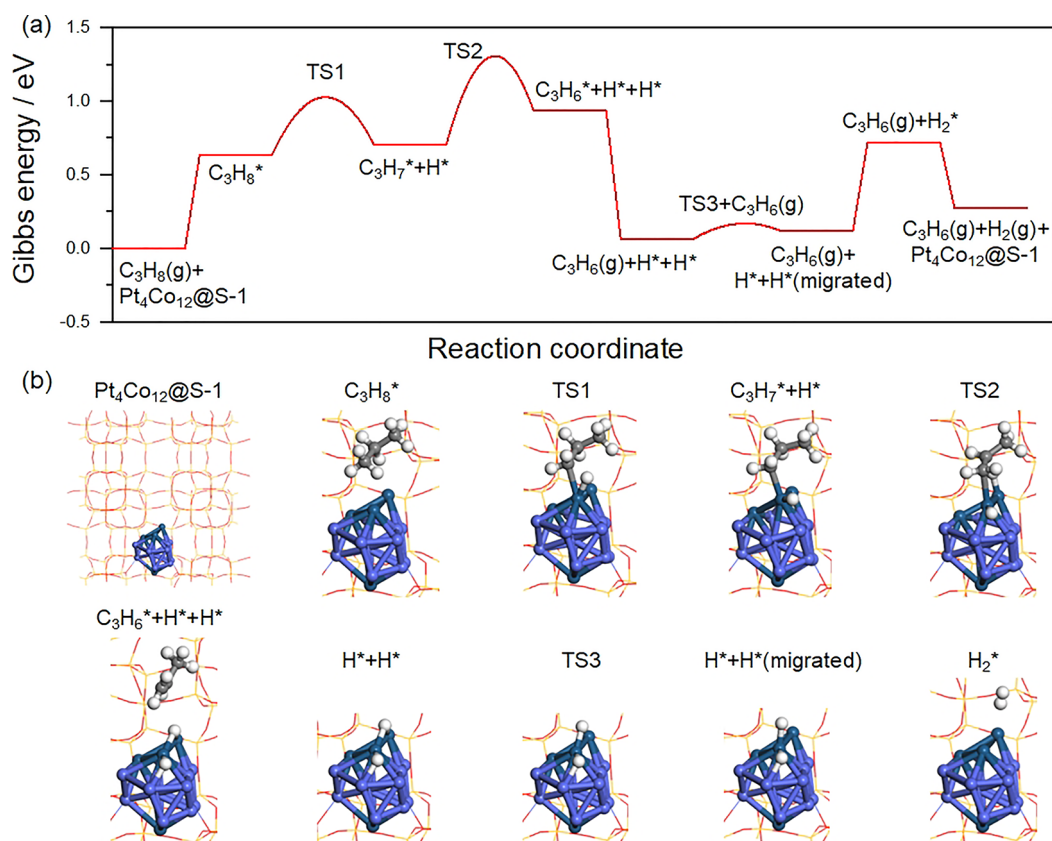 (a)
Gibbs energy / eV
1.5
1.0
0.5
0.0
-0.5
C₃H₈(g)+
Pt₄Co₁₂@S-1
C₃H₈*
TS1
C₃H₇*+H*
TS2
C₃H₆*+H*+H*
C₃H₆(g)+H*+H*
TS3+C₃H₆(g)
C₃H₆(g)+
H*+H*(migrated)
C₃H₆(g)+H₂*
C₃H₆(g)+H₂(g)+
Pt₄Co₁₂@S-1
Reaction coordinate
(b)
Pt₄Co₁₂@S-1
C₃H₈*
TS1
C₃H₇*+H*
TS2
C₃H₆*+H*+H*
H*+H*
TS3
H*+H*(migrated)
H₂*